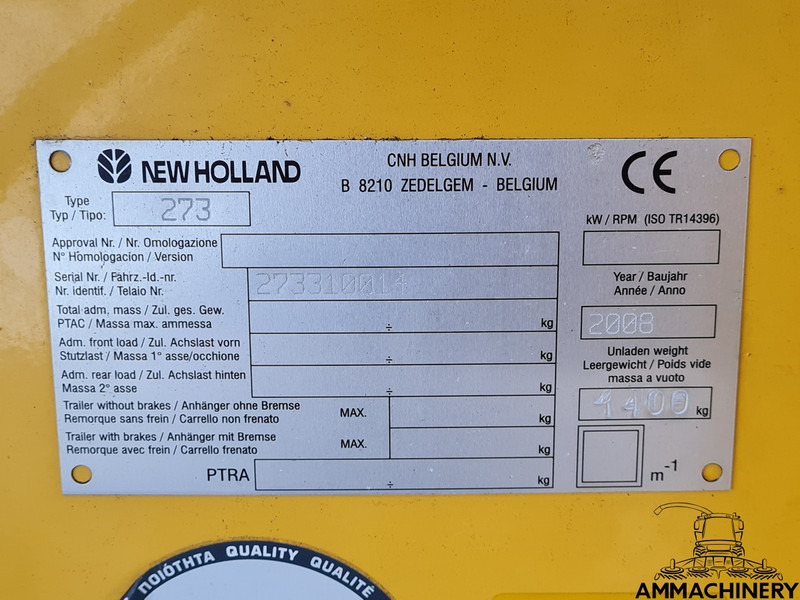 NEW HOLLAND
CNH BELGIUM N.V.
B 8210 ZEDELGEM - BELGIUM
CE
Type
Typ / Tipo:
273
Approval Nr. / Nr. Omologazione
N° Homologacion / Version
Serial Nr. / Fahrz.-Id.-nr.
Nr. identif. / Telaio Nr.
273310014
Total adm, mass / Zul. ges. Gew.
PTAC / Massa max. ammessa
÷ kg
Adm. front load / Zul. Achslast vorn
Stutzlast / Massa 1° asse/occhione
÷ kg
Adm. rear load / Zul. Achslast hinten
Massa 2° asse
÷ kg
Trailer without brakes / Anhänger ohne Bremse
Remorque sans frein / Carrello non frenato
MAX.
kg
Trailer with brakes / Anhänger mit Bremse
Remorque avec frein / Carrello frenato
MAX.
kg
PTRA
÷ kg
kW / RPM (ISO TR14396)
Year / Baujahr
Année / Anno
2008
Unladen weight
Leergewicht / Poids vide
massa a vuoto
1400 kg
m-1
ΠΟΙΌΤΗΤΑ QUALITY QUALITÉ
AMMACHINERY